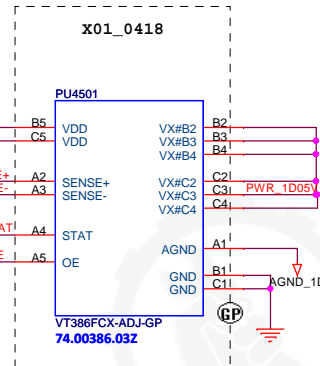 X01_0418
PU4501
B5 VDD VX#B2 B2
C5 VDD VX#B3 B3
VX#B4 B4
A2 SENSE+ VX#C2 C2
A3 SENSE- VX#C3 C3 PWR_1D05V
VX#C4 C4
A4 STAT
AGND A1
A5 OE
GND B1
GND C1 AGND_1D
GP
VT386FCX-ADJ-GP
74.00386.03Z